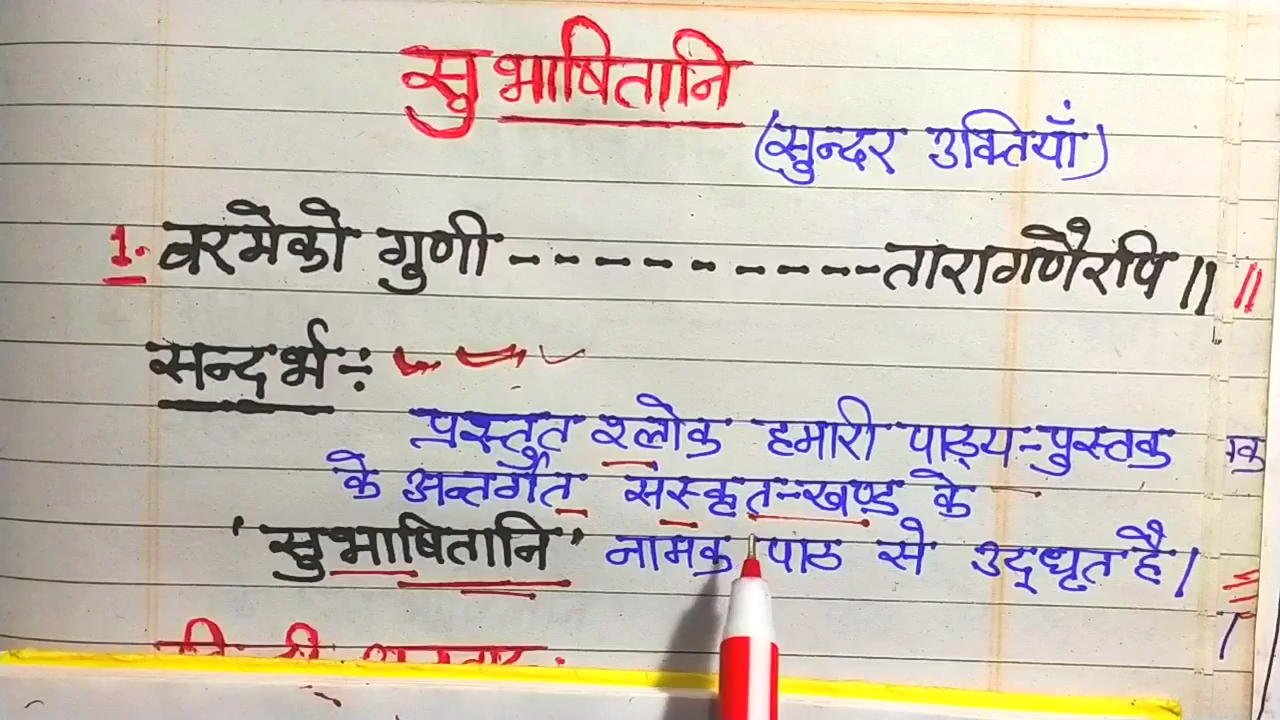 सुभाषितानि
(सुन्दर उक्तियाँ)
1. वरमेको गुणी ----------- तारागणैरपि ॥ ॥
सन्दर्भ ÷
प्रस्तुत श्लोक हमारी पाठ्य-पुस्तक
के अन्तर्गत संस्कृत-खण्ड के
'सुभाषितानि' नामक पाठ से उद्धृत है।